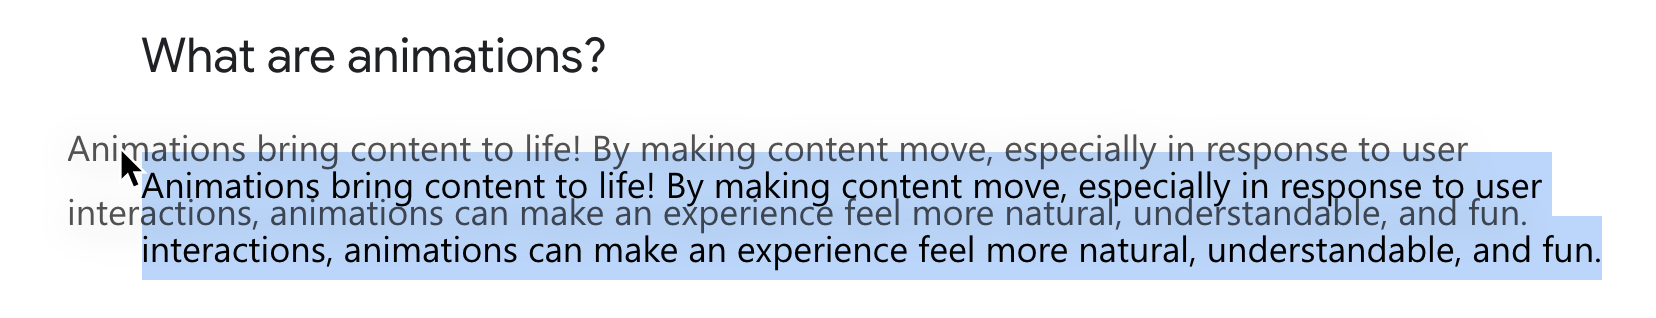 What are animations?
Animations bring content to life! By making content move, especially in response to user
Animations bring content to life! By making content move, especially in response to user
interactions, animations can make an experience feel more natural, understandable, and fun.
interactions, animations can make an experience feel more natural, understandable, and fun.